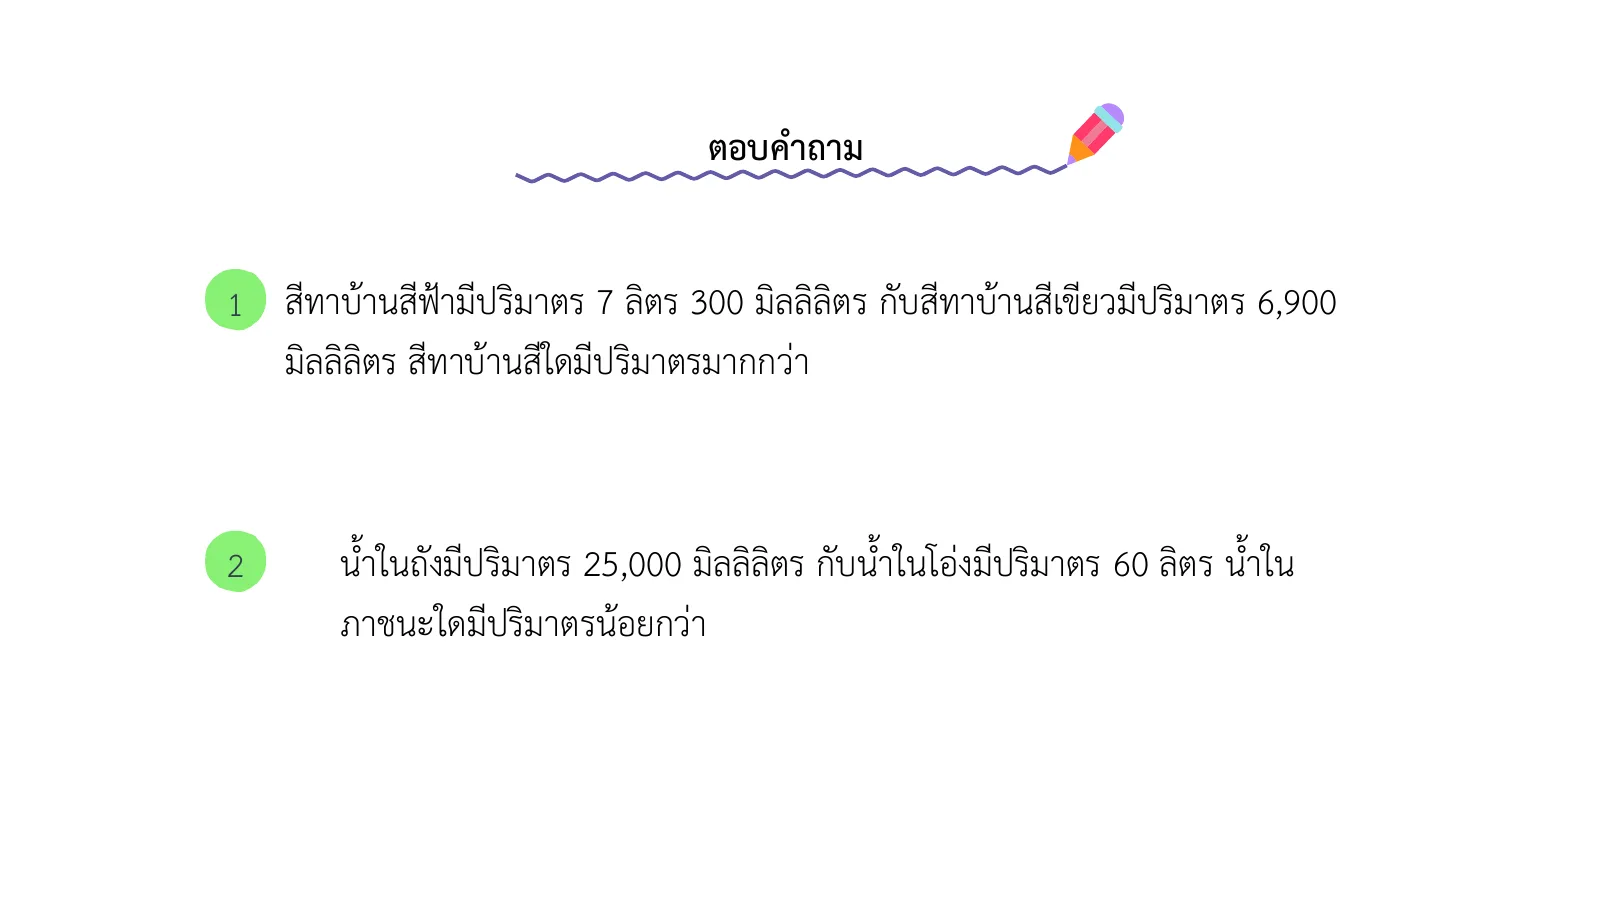 ตอบคำถาม
1 สีทาบ้านสีฟ้ามีปริมาตร 7 ลิตร 300 มิลลิลิตร กับสีทาบ้านสีเขียวมีปริมาตร 6,900
มิลลิลิตร สีทาบ้านสีใดมีปริมาตรมากกว่า
2 น้ำในถังมีปริมาตร 25,000 มิลลิลิตร กับน้ำในโอ่งมีปริมาตร 60 ลิตร น้ำใน
ภาชนะใดมีปริมาตรน้อยกว่า